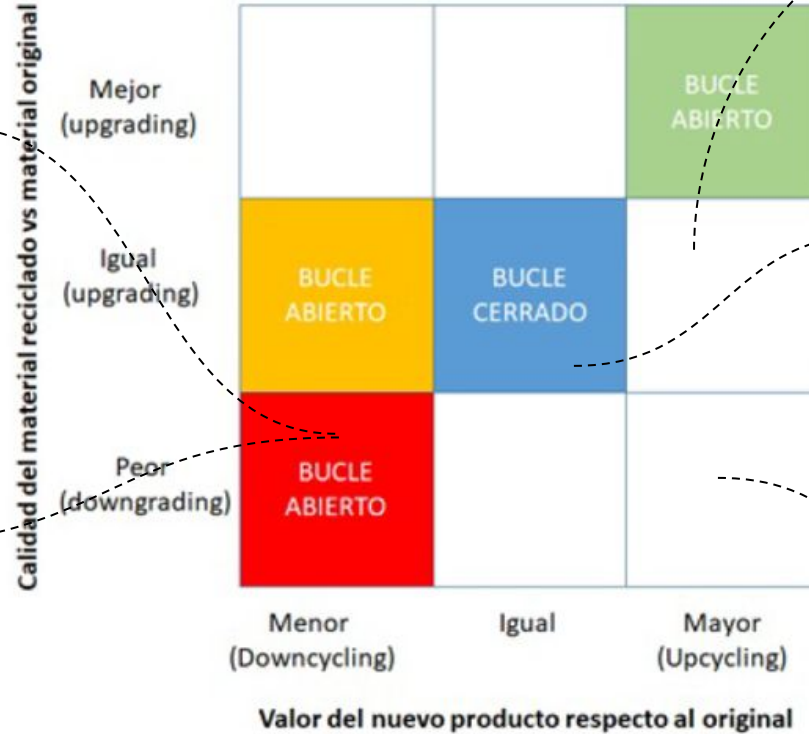 Calidad del material reciclado vs material original
Mejor
(upgrading)
BUCLE
ABIERTO
Igual
(upgrading)
BUCLE
ABIERTO
BUCLE
CERRADO
Peor
(downgrading)
BUCLE
ABIERTO
Menor
(Downcycling)
Igual
Mayor
(Upcycling)
Valor del nuevo producto respecto al original